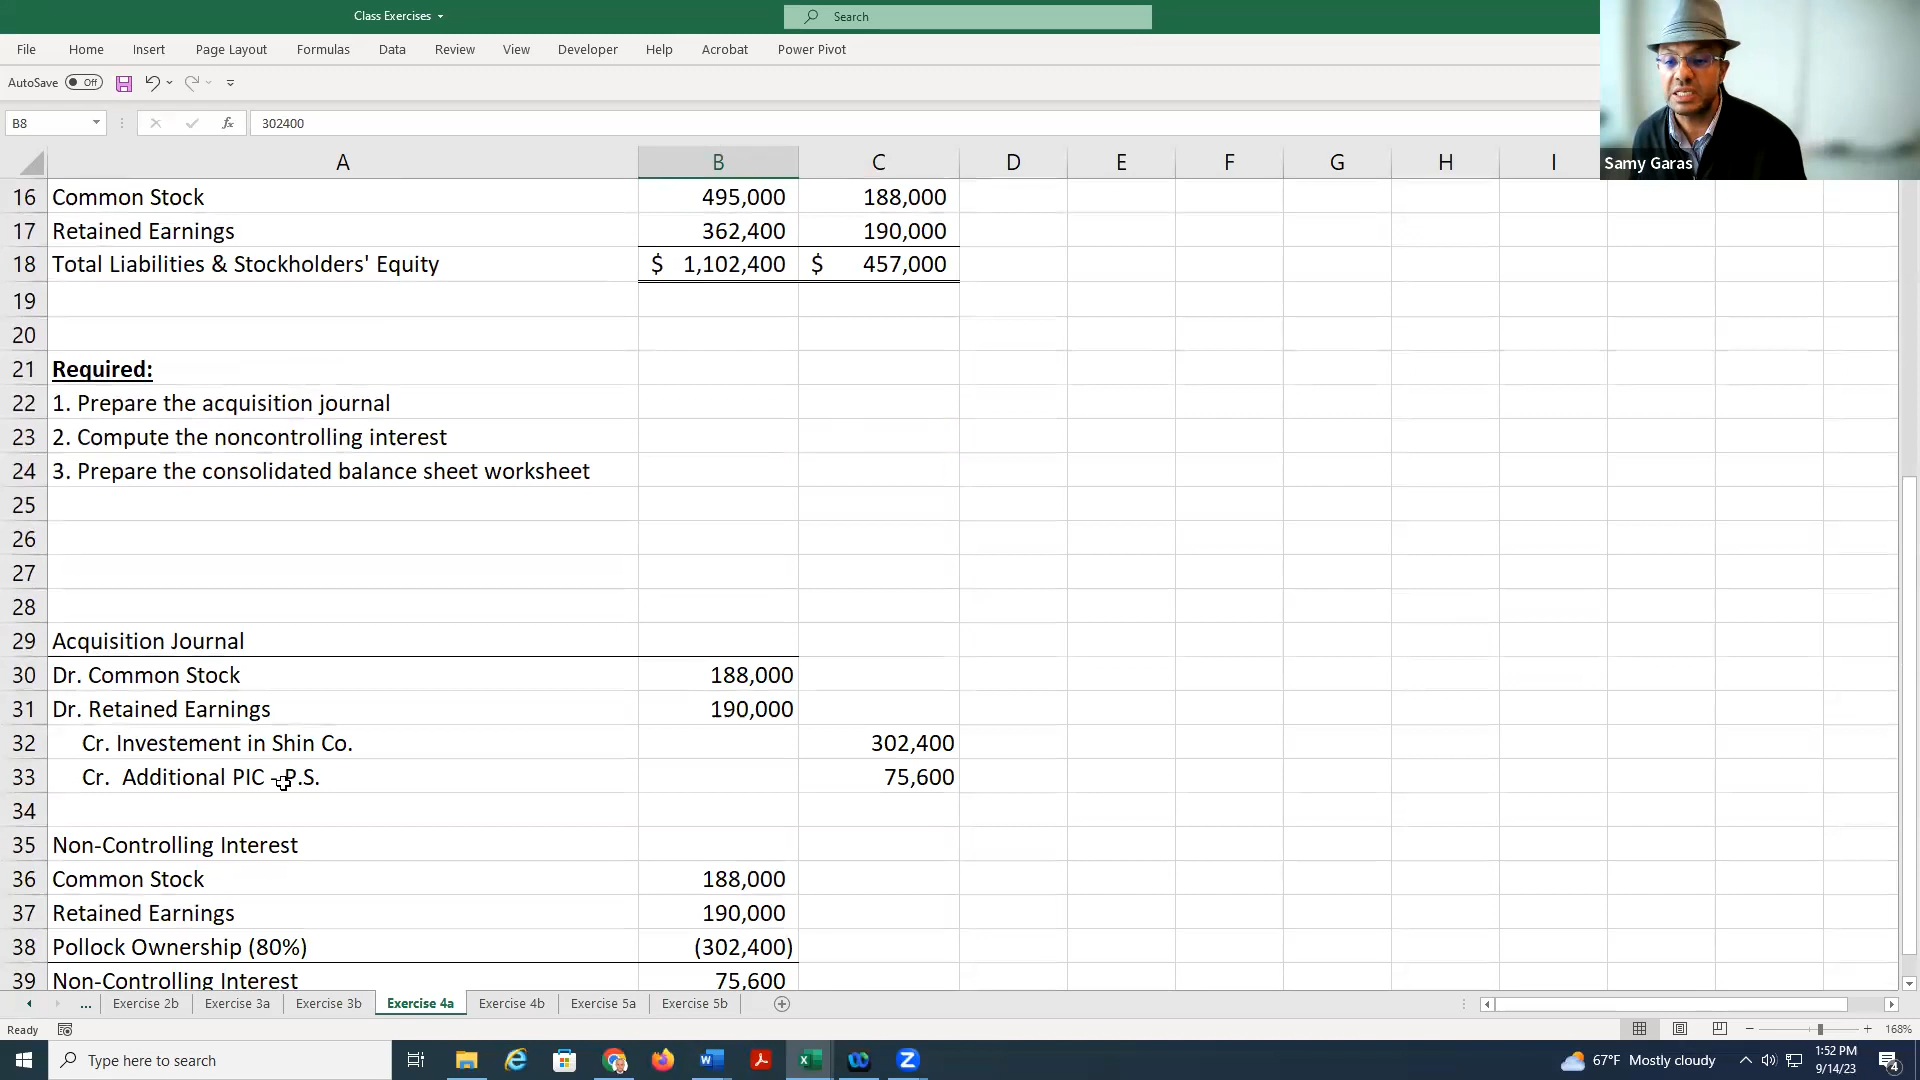 Class Exercises
Search
File Home Insert Page Layout Formulas Data Review View Developer Help Acrobat Power Pivot
AutoSave Off
B8 fx 302400
Samy Garas
A B C D E F G H I
16 Common Stock 495,000 188,000
17 Retained Earnings 362,400 190,000
18 Total Liabilities & Stockholders' Equity $ 1,102,400 $ 457,000
19
20
21 Required:
22 1. Prepare the acquisition journal
23 2. Compute the noncontrolling interest
24 3. Prepare the consolidated balance sheet worksheet
25
26
27
28
29 Acquisition Journal
30 Dr. Common Stock 188,000
31 Dr. Retained Earnings 190,000
32 Cr. Investement in Shin Co. 302,400
33 Cr. Additional PIC - P.S. 75,600
34
35 Non-Controlling Interest
36 Common Stock 188,000
37 Retained Earnings 190,000
38 Pollock Ownership (80%) (302,400)
39 Non-Controlling Interest 75,600
... Exercise 2b Exercise 3a Exercise 3b Exercise 4a Exercise 4b Exercise 5a Exercise 5b
Ready 168%
Type here to search 67°F Mostly cloudy 1:52 PM
9/14/23 4